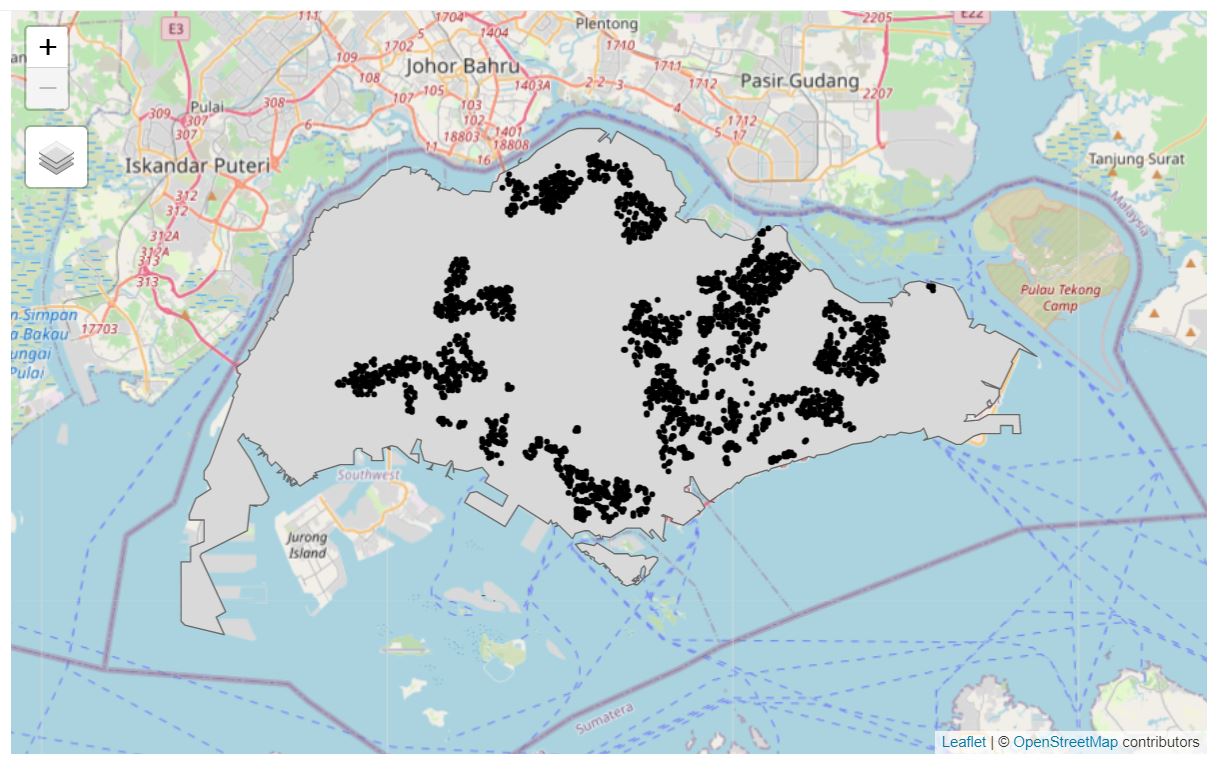 111
1704
2205
E22
E3
5
1404
Plentong
1702
1710
109
Johor Bahru
1711
108
Pasir Gudang
2-2
3
1712
105
1403A
107
2207
Pulai
308
103
4
309
307
102
1712
6
1401
5
17
307
18803
18808
11
16
Iskandar Puteri
Tanjung Surat
312
312
Malaysia
312A
312A
313
313
Pulau Tekong
Camp
n Simpan
a Bakau
ungai
Pulai
17703
Southwest
Jurong
Island
Sumatera
+
−
Leaflet | © OpenStreetMap contributors